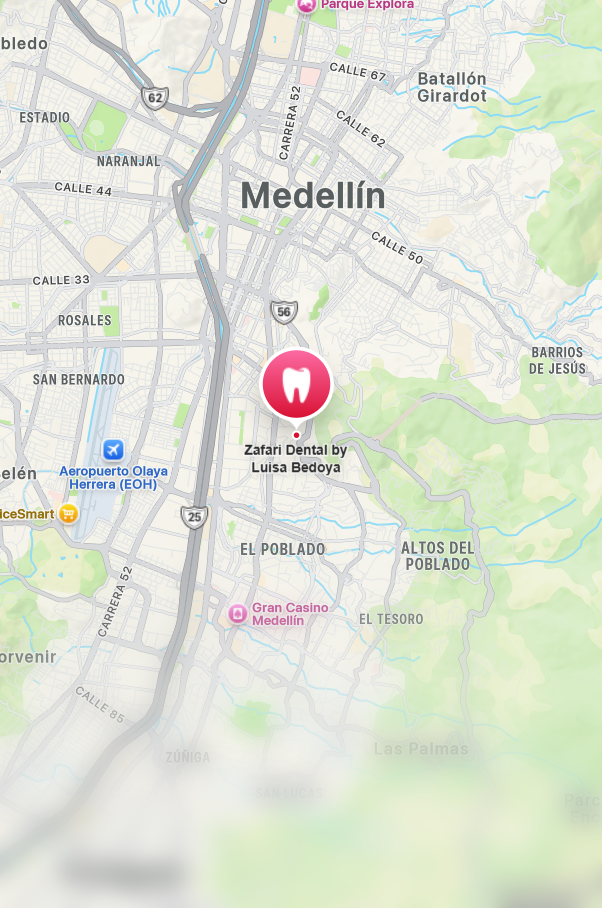 Parque Explora
bledo
CALLE 67
Batallón
Girardot
62
ESTADIO
CARRERA 52
CALLE 62
NARANJAL
CALLE 44
Medellín
CALLE 50
CALLE 33
56
ROSALES
BARRIOS
DE JESÚS
SAN BERNARDO
Zafari Dental by
Luisa Bedoya
elén
Aeropuerto Olaya
Herrera (EOH)
iceSmart
25
EL POBLADO
ALTOS DEL
POBLADO
CARRERA 52
Gran Casino
Medellín
EL TESORO
orvenir
CALLE 85
Las Palmas
ZÚÑIGA
SAN LUCAS